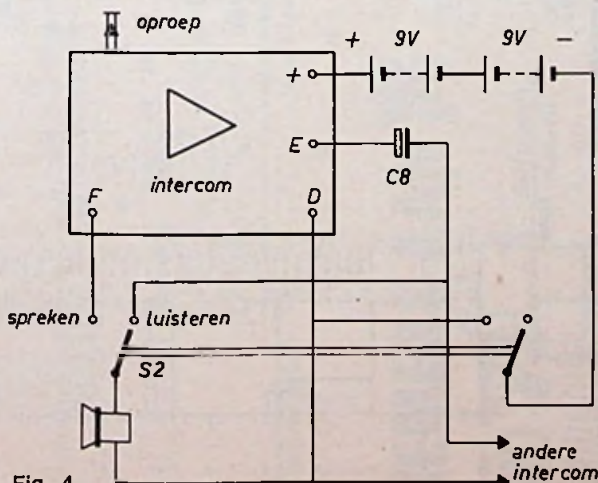 oproep
+ 9V 9V −
+
E
C8
intercom
F
D
spreken
luisteren
S2
andere
intercom
Fig. 4